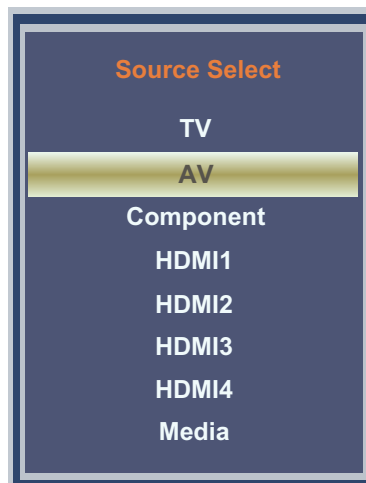 Source Select
TV
AV
Component
HDMI1
HDMI2
HDMI3
HDMI4
Media